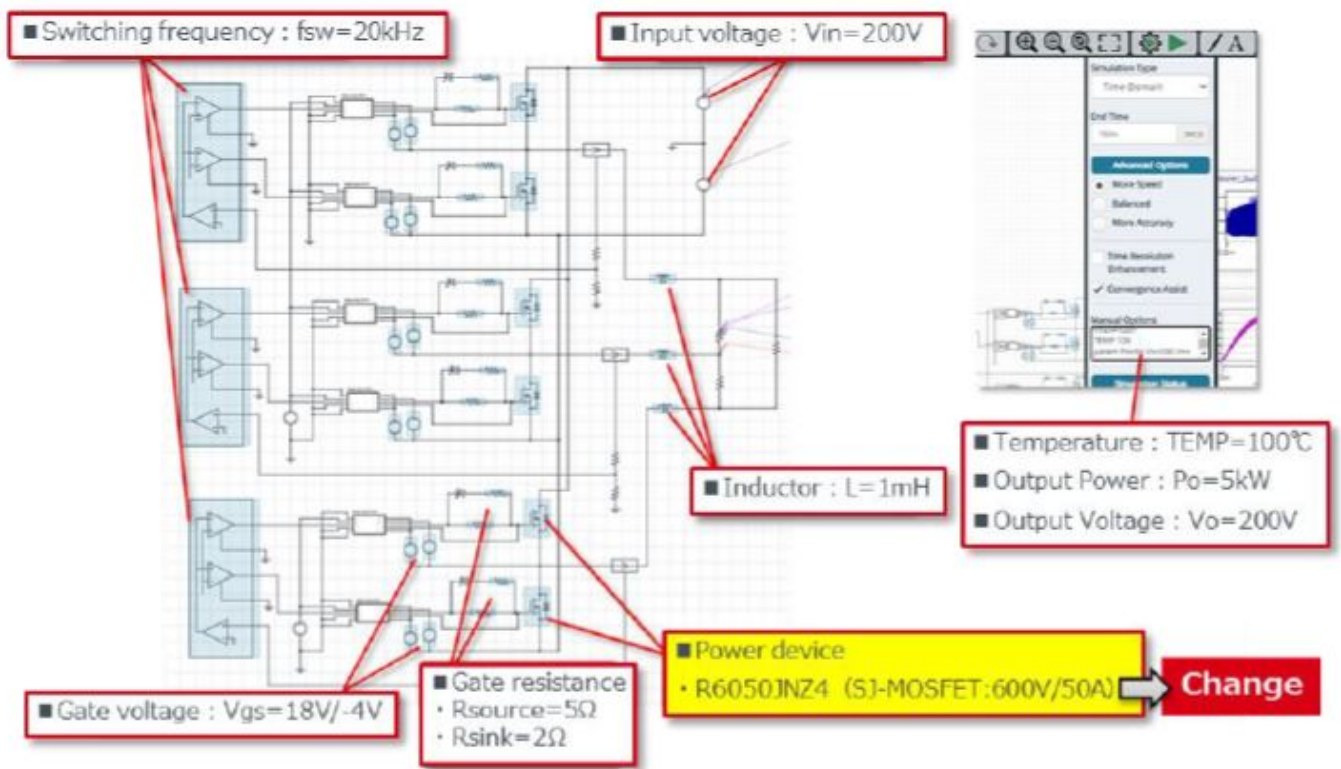 ■ Switching frequency : fsw=20kHz
■ Input voltage : Vin=200V
Simulation Type
Time Domain
End Time
Advanced Options
More Speed
Balanced
More Accuracy
Time Resolution
Enhancement
✓ Convergence Assist
Manual Options
Simulation Status
■ Temperature : TEMP=100℃
■ Output Power : Po=5kW
■ Output Voltage : Vo=200V
■ Inductor : L=1mH
■ Power device
・R6050JNZ4 (SJ-MOSFET:600V/50A)
Change
■ Gate resistance
・Rsource=5Ω
・Rsink=2Ω
■ Gate voltage : Vgs=18V/-4V